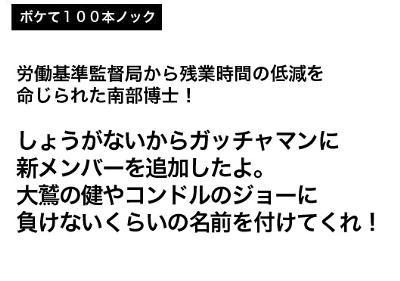 ボケて１００本ノック
労働基準監督局から残業時間の低減を
命じられた南部博士！
しょうがないからガッチャマンに
新メンバーを追加したよ。
大鷲の健やコンドルのジョーに
負けないくらいの名前を付けてくれ！